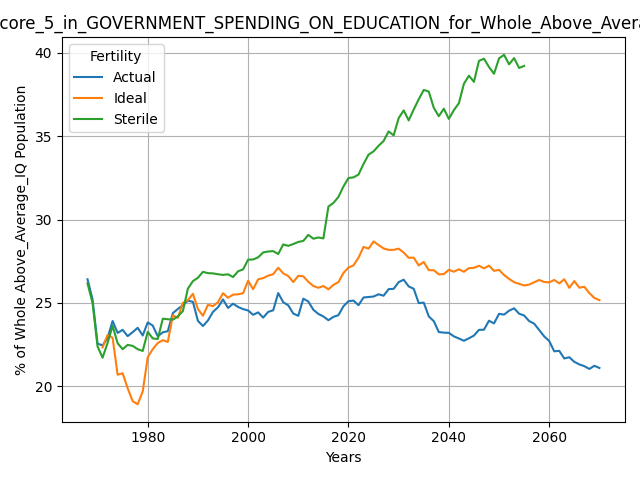 core_5_in_GOVERNMENT_SPENDING_ON_EDUCATION_for_Whole_Above_Avera
Fertility
Actual
Ideal
Sterile
% of Whole Above_Average_IQ Population
40
35
30
25
20
1980
2000
2020
2040
2060
Years